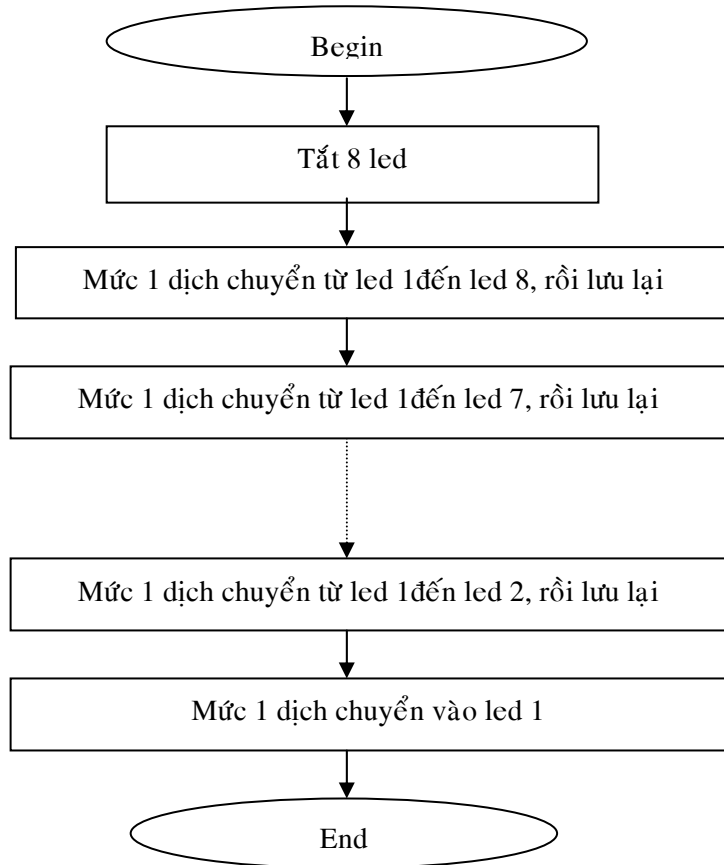 Begin
Tắt 8 led
Mức 1 dịch chuyển từ led 1đến led 8, rồi lưu lại
Mức 1 dịch chuyển từ led 1đến led 7, rồi lưu lại
Mức 1 dịch chuyển từ led 1đến led 2, rồi lưu lại
Mức 1 dịch chuyển vào led 1
End